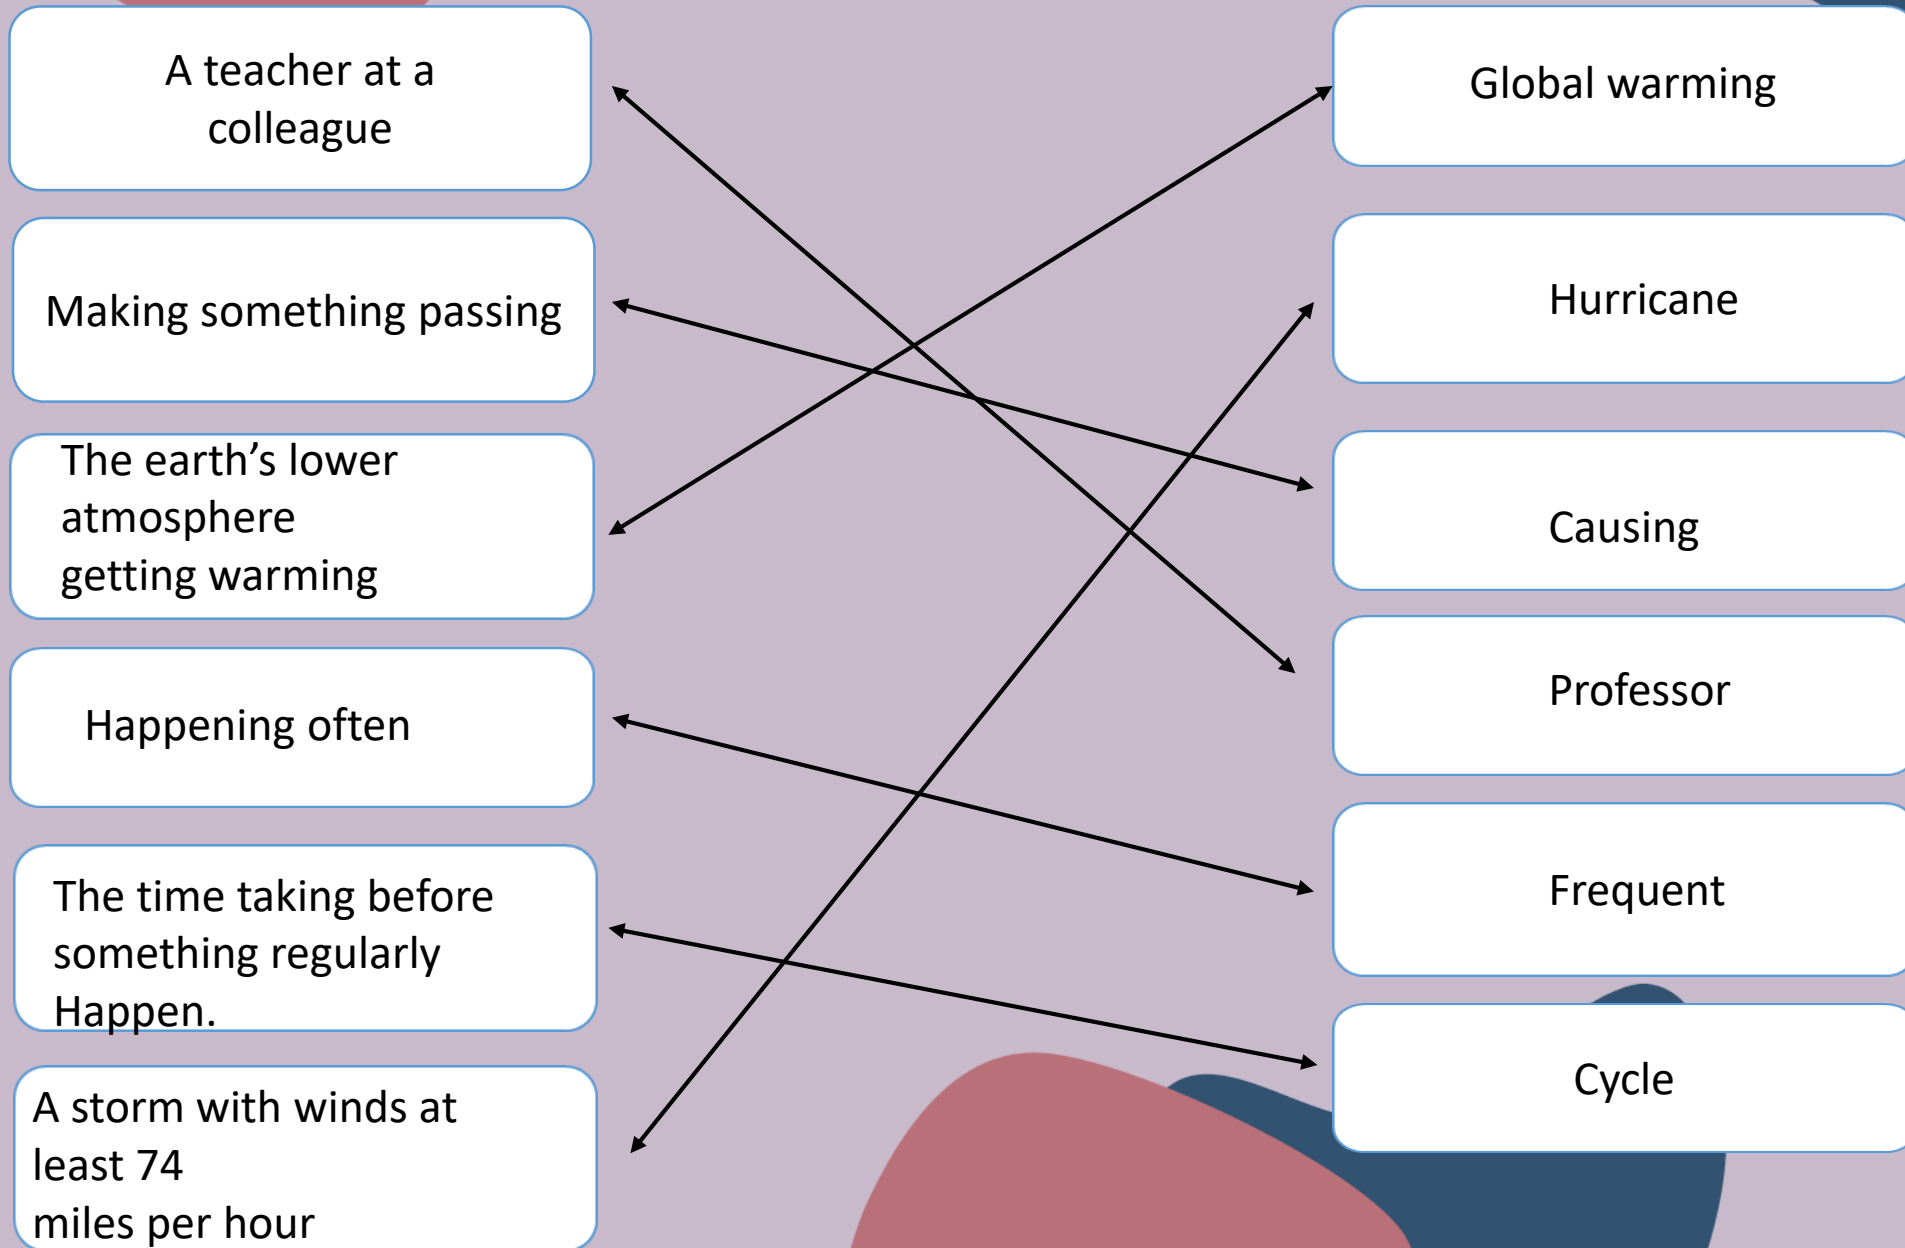 A teacher at a
colleague
Making something passing
The earth's lower
atmosphere
getting warming
Happening often
The time taking before
something regularly
Happen.
A storm with winds at
least 74
miles per hour
Global warming
Hurricane
Causing
Professor
Frequent
Cycle